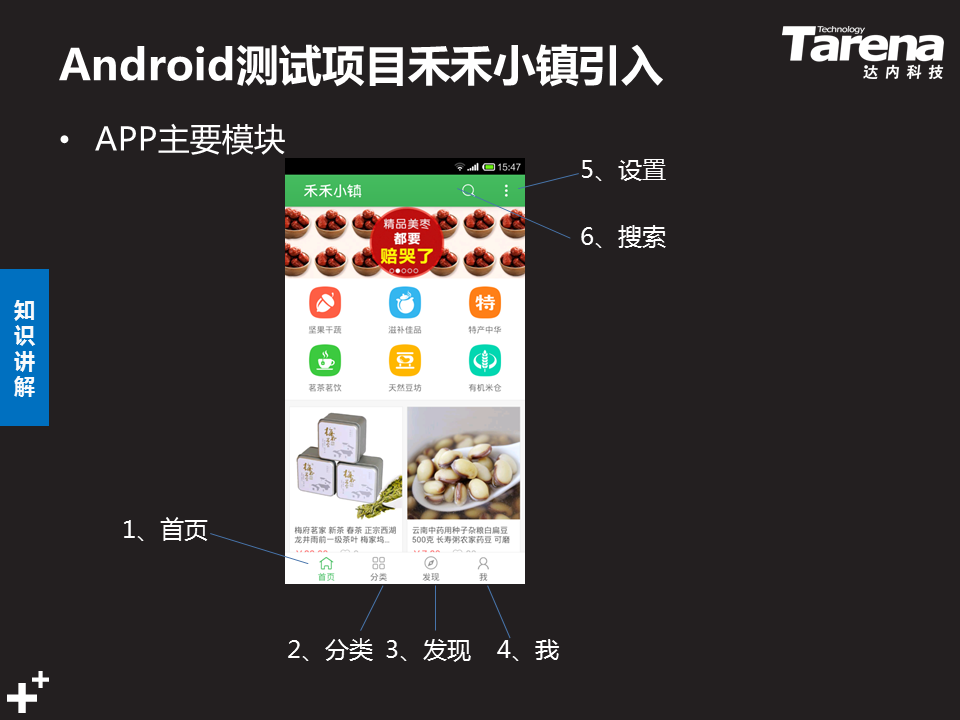 Android测试项目禾禾小镇引入
Technology
Tarena
达内科技
• APP主要模块
15:47
禾禾小镇
精品美枣
都要
赔哭了
5、设置
6、搜索
知识讲解
特
坚果干蔬 滋补佳品 特产中华
豆
茗茶茗饮 天然豆坊 有机米仓
梅府茗家 新茶 春茶 正宗西湖
龙井雨前一级茶叶 梅家坞...
云南中药用种子杂粮白扁豆
500克 长寿粥农家药豆 可磨
1、首页
首页 分类 发现 我
2、分类 3、发现 4、我